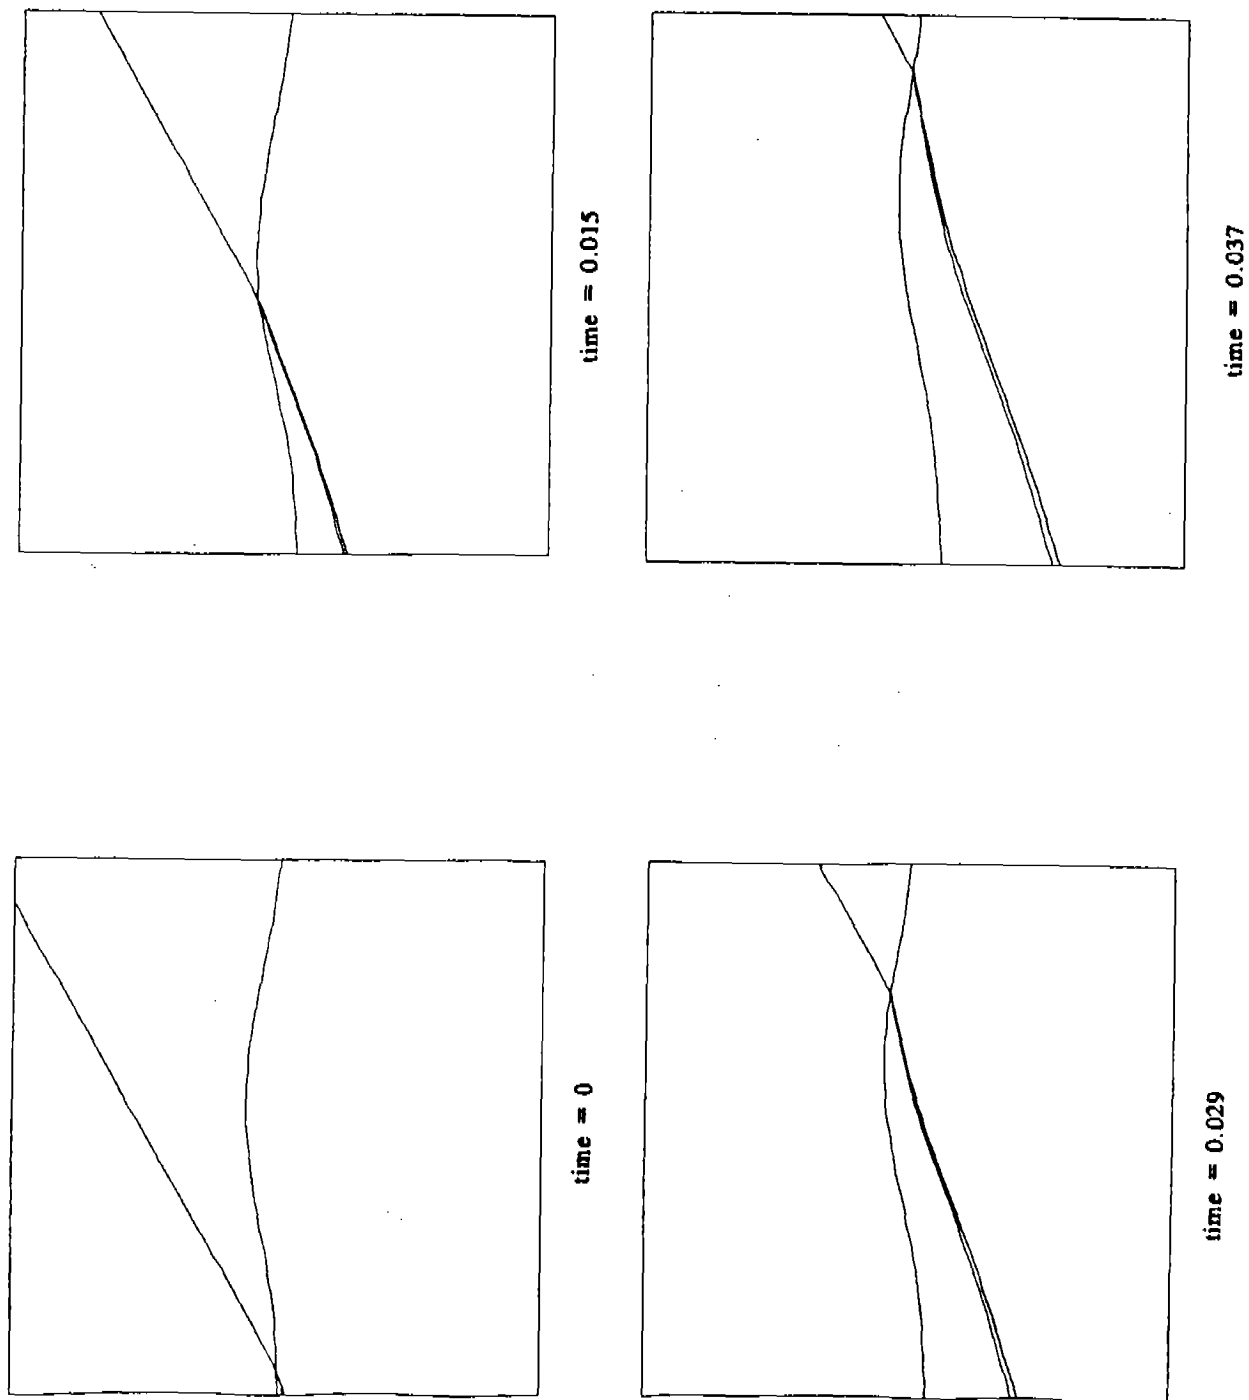 time = 0
time = 0.015
time = 0.029
time = 0.037